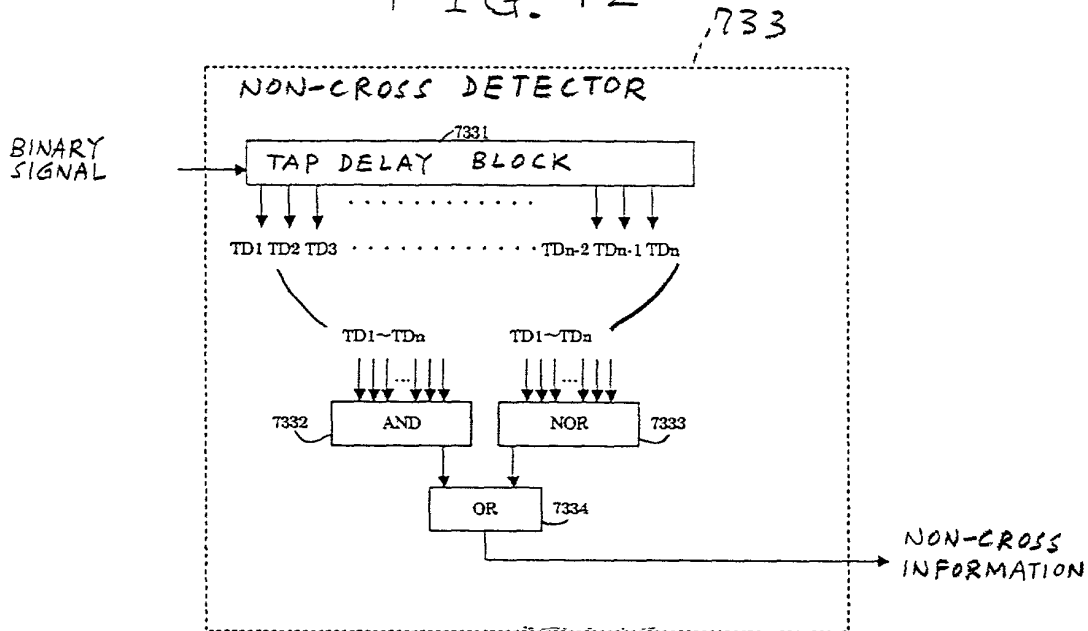 FIG. 12
733
NON-CROSS DETECTOR
BINARY
SIGNAL
7331
TAP DELAY BLOCK
TD1 TD2 TD3 . . . . . . . . . . . . TDn-2 TDn-1 TDn
TD1~TDn TD1~TDn
... ...
7332 AND NOR 7333
OR 7334
NON-CROSS
INFORMATION